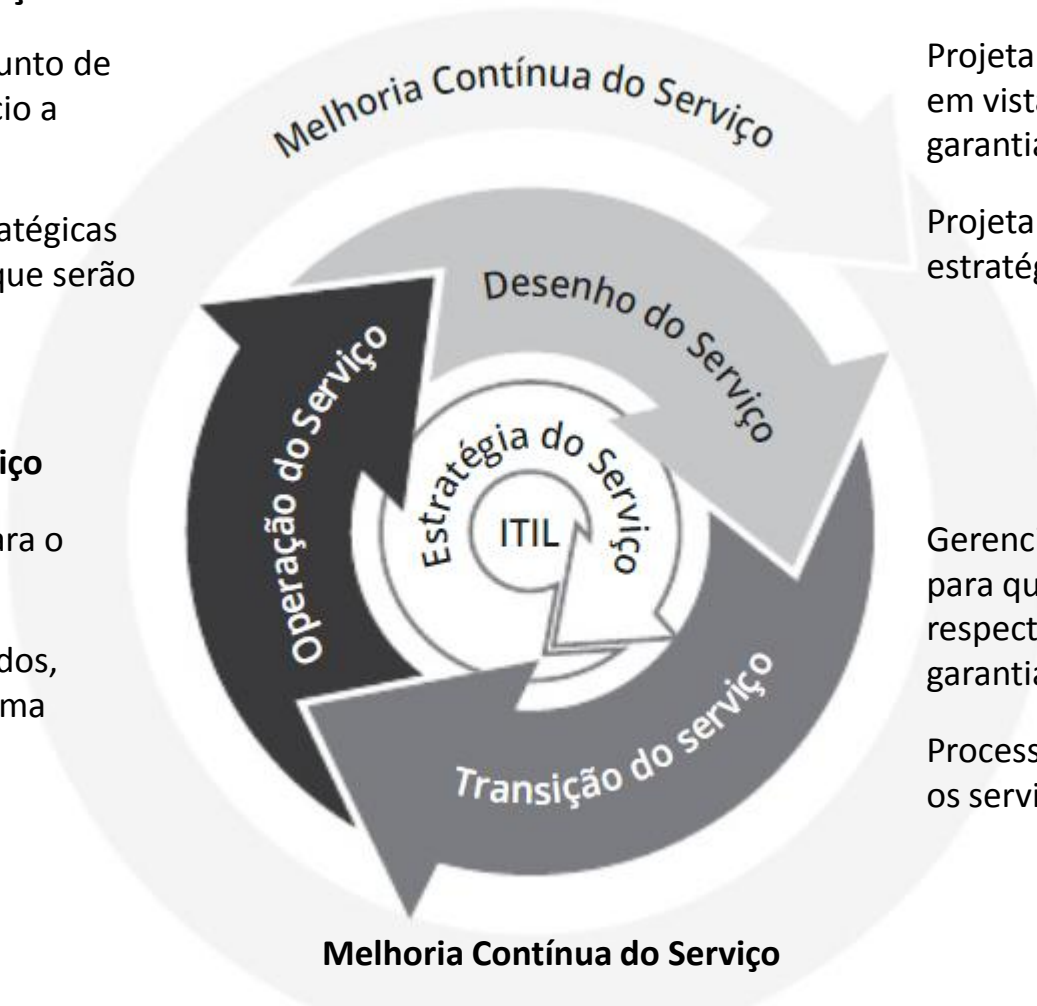 unto de
cio a
atégicas
que serão
iço
ara o
dos,
ma
Melhoria Contínua do Serviço
Desenho do Serviço
Operação do Serviço
Estratégia do Serviço
ITIL
Transição do serviço
Melhoria Contínua do Serviço
Projeta
em vista
garantia
Projeta
estratég
Gerenci
para qu
respect
garantia
Process
os servi